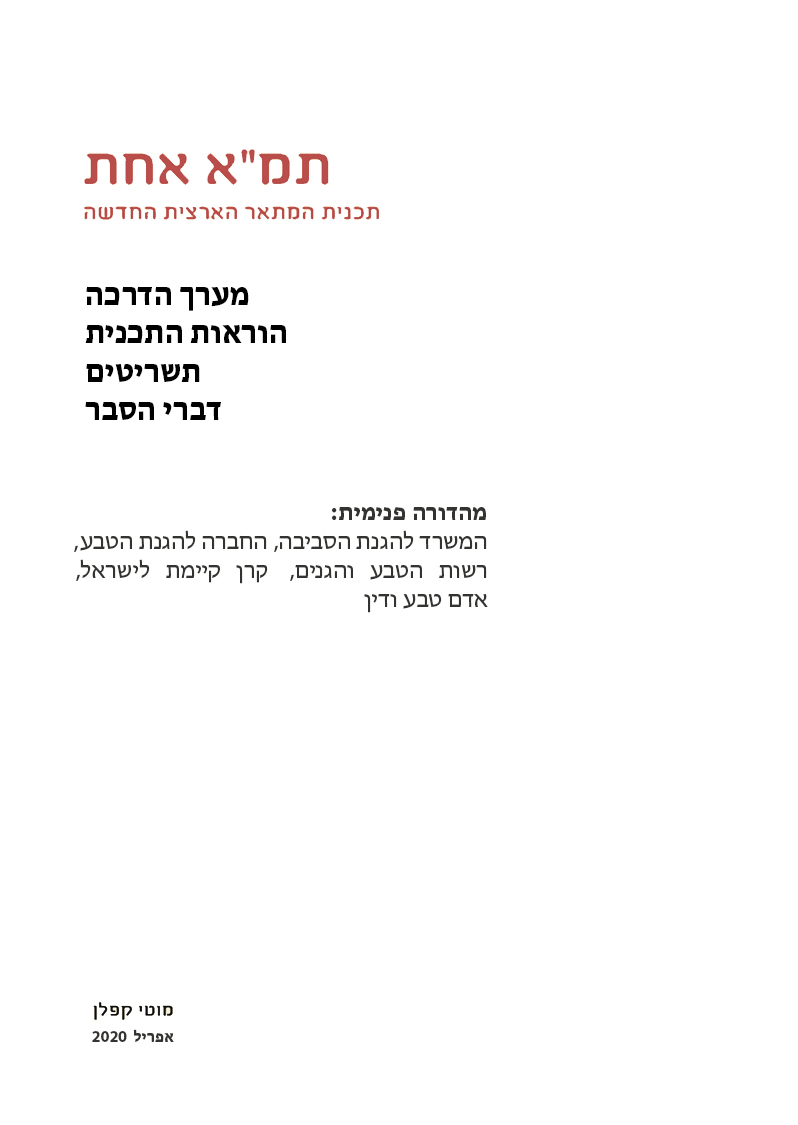 תמ"א אחת
תכנית המתאר הארצית החדשה
מערך הדרכה
הוראות התכנית
תשריטים
דברי הסבר
מהדורה פנימית:
המשרד להגנת הסביבה, החברה להגנת הטבע,
רשות הטבע והגנים, קרן קיימת לישראל,
אדם טבע ודין
מוטי קפלן
אפריל 2020